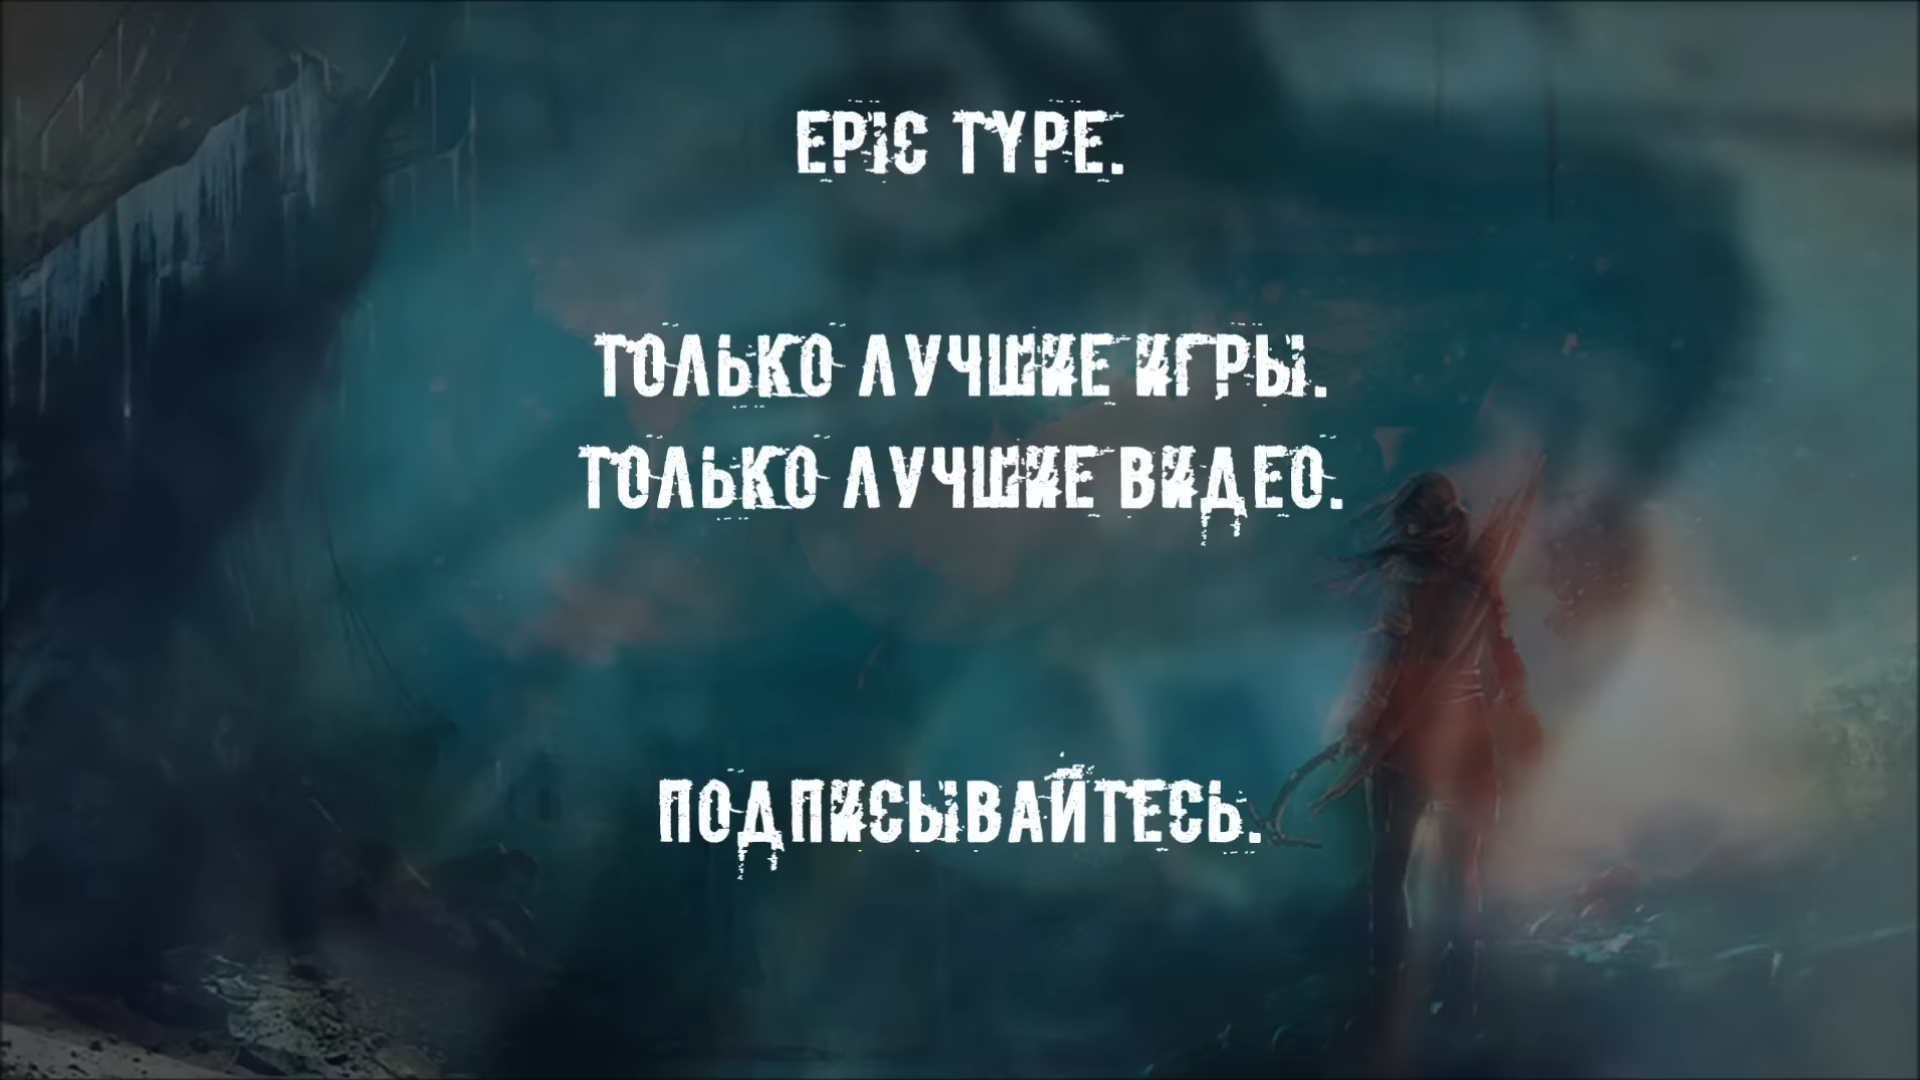 EPIC TYPE.
ТОЛЬКО ЛУЧШИЕ ИГРЫ.
ТОЛЬКО ЛУЧШИЕ ВИДЕО.
ПОДПИСЫВАЙТЕСЬ.